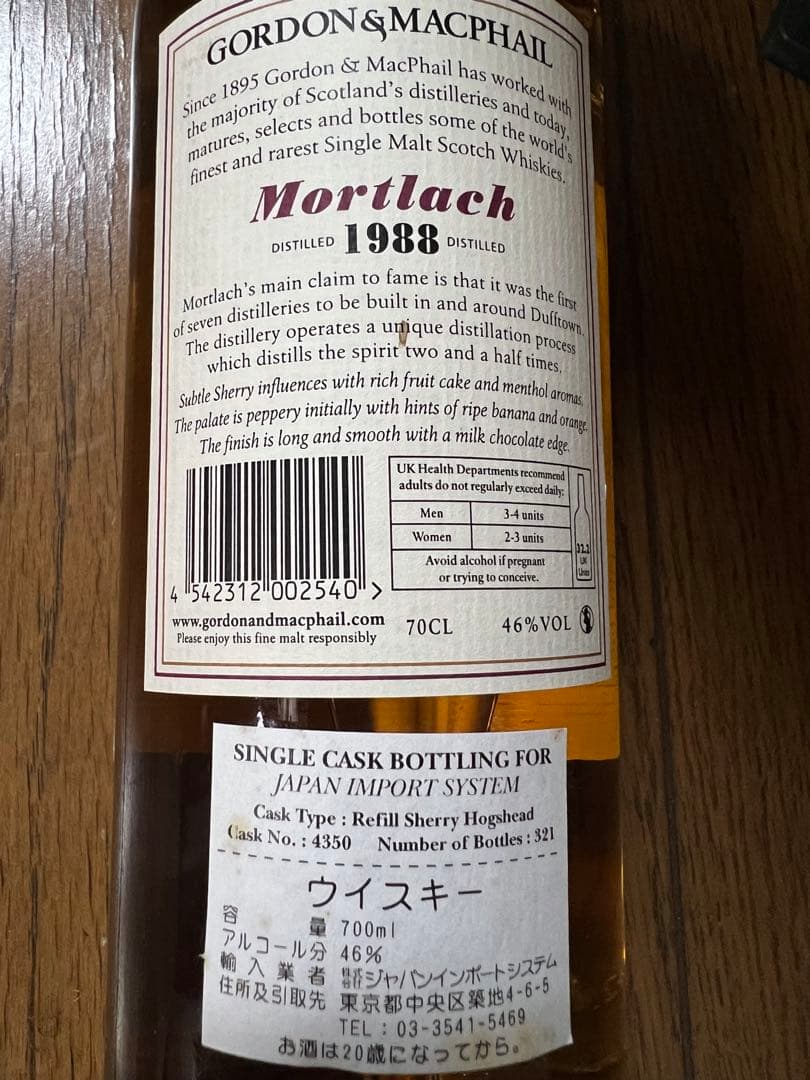 GORDON&MACPHAIL
Since 1895 Gordon & MacPhail has worked with
the majority of Scotland's distilleries and today,
matures, selects and bottles some of the world's
finest and rarest Single Malt Scotch Whiskies.
Mortlach
DISTILLED 1988 DISTILLED
Mortlach's main claim to fame is that it was the first
of seven distilleries to be built in and around Dufftown.
The distillery operates a unique distillation process
which distills the spirit two and a half times.
Subtle Sherry influences with rich fruit cake and menthol aromas.
The palate is peppery initially with hints of ripe banana and orange.
The finish is long and smooth with a milk chocolate edge.
UK Health Departments recommend
adults do not regularly exceed daily:
Men 3-4 units
Women 2-3 units
Avoid alcohol if pregnant
or trying to conceive.
32.2
UK
Units
4 542312 002540 >
www.gordonandmacphail.com
Please enjoy this fine malt responsibly
70CL 46%VOL
SINGLE CASK BOTTLING FOR
JAPAN IMPORT SYSTEM
Cask Type : Refill Sherry Hogshead
Cask No. : 4350 Number of Bottles : 321
ウイスキー
容量 700ml
アルコール分 46%
輸入業者 株式会社ジャパンインポートシステム
住所及引取先 東京都中央区築地4-6-5
TEL : 03-3541-5469
お酒は20歳になってから。